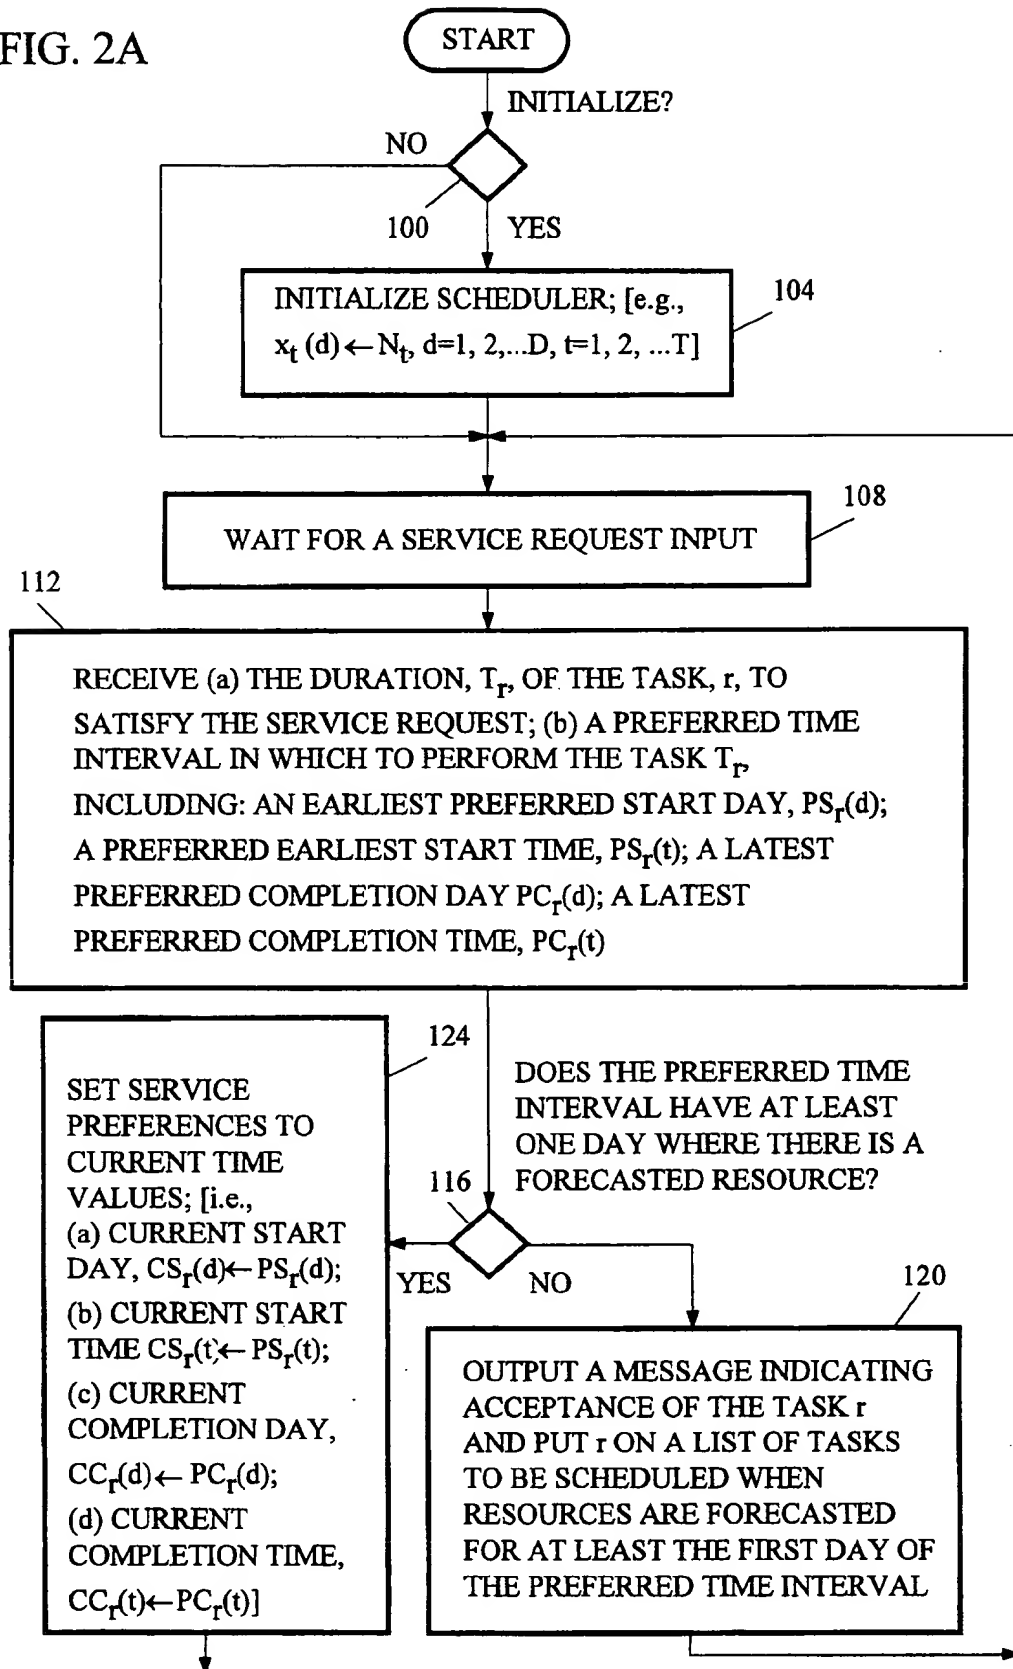 FIG. 2A
START
INITIALIZE?
NO
100
YES
INITIALIZE SCHEDULER; [e.g.,
xₜ (d) ← Nₜ, d=1, 2,...D, t=1, 2, ...T]
104
108
WAIT FOR A SERVICE REQUEST INPUT
112
RECEIVE (a) THE DURATION, Tᵣ, OF THE TASK, r, TO
SATISFY THE SERVICE REQUEST; (b) A PREFERRED TIME
INTERVAL IN WHICH TO PERFORM THE TASK Tᵣ,
INCLUDING: AN EARLIEST PREFERRED START DAY, PSᵣ(d);
A PREFERRED EARLIEST START TIME, PSᵣ(t); A LATEST
PREFERRED COMPLETION DAY PCᵣ(d); A LATEST
PREFERRED COMPLETION TIME, PCᵣ(t)
124
SET SERVICE
PREFERENCES TO
CURRENT TIME
VALUES; [i.e.,
(a) CURRENT START
DAY, CSᵣ(d)← PSᵣ(d);
(b) CURRENT START
TIME CSᵣ(t)← PSᵣ(t);
(c) CURRENT
COMPLETION DAY,
CCᵣ(d)← PCᵣ(d);
(d) CURRENT
COMPLETION TIME,
CCᵣ(t)←PCᵣ(t)]
DOES THE PREFERRED TIME
INTERVAL HAVE AT LEAST
ONE DAY WHERE THERE IS A
FORECASTED RESOURCE?
116
YES
NO
120
OUTPUT A MESSAGE INDICATING
ACCEPTANCE OF THE TASK r
AND PUT r ON A LIST OF TASKS
TO BE SCHEDULED WHEN
RESOURCES ARE FORECASTED
FOR AT LEAST THE FIRST DAY OF
THE PREFERRED TIME INTERVAL